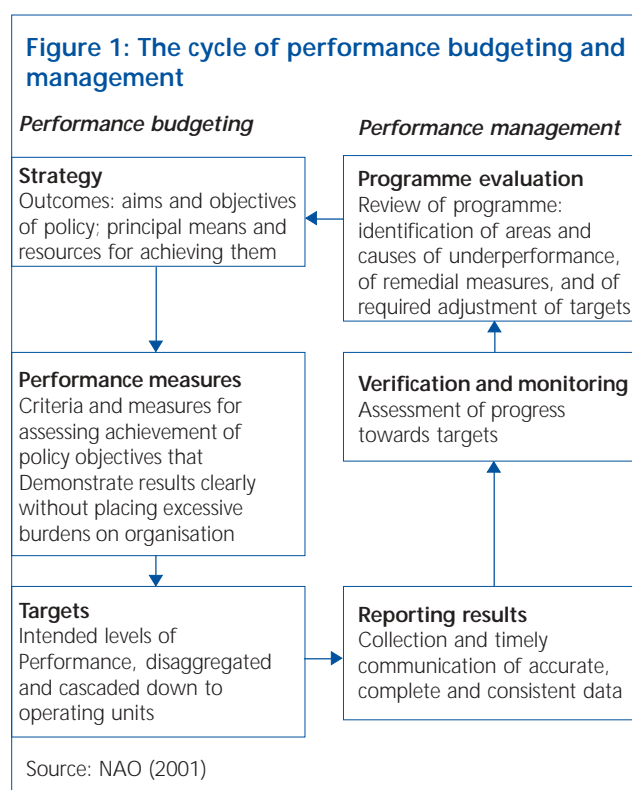 Figure 1: The cycle of performance budgeting and
management
Performance budgeting
Performance management
Strategy
Outcomes: aims and objectives
of policy; principal means and
resources for achieving them
Programme evaluation
Review of programme:
identification of areas and
causes of underperformance,
of remedial measures, and of
required adjustment of targets
Performance measures
Criteria and measures for
assessing achievement of
policy objectives that
Demonstrate results clearly
without placing excessive
burdens on organisation
Verification and monitoring
Assessment of progress
towards targets
Targets
Intended levels of
Performance, disaggregated
and cascaded down to
operating units
Reporting results
Collection and timely
communication of accurate,
complete and consistent data
Source: NAO (2001)